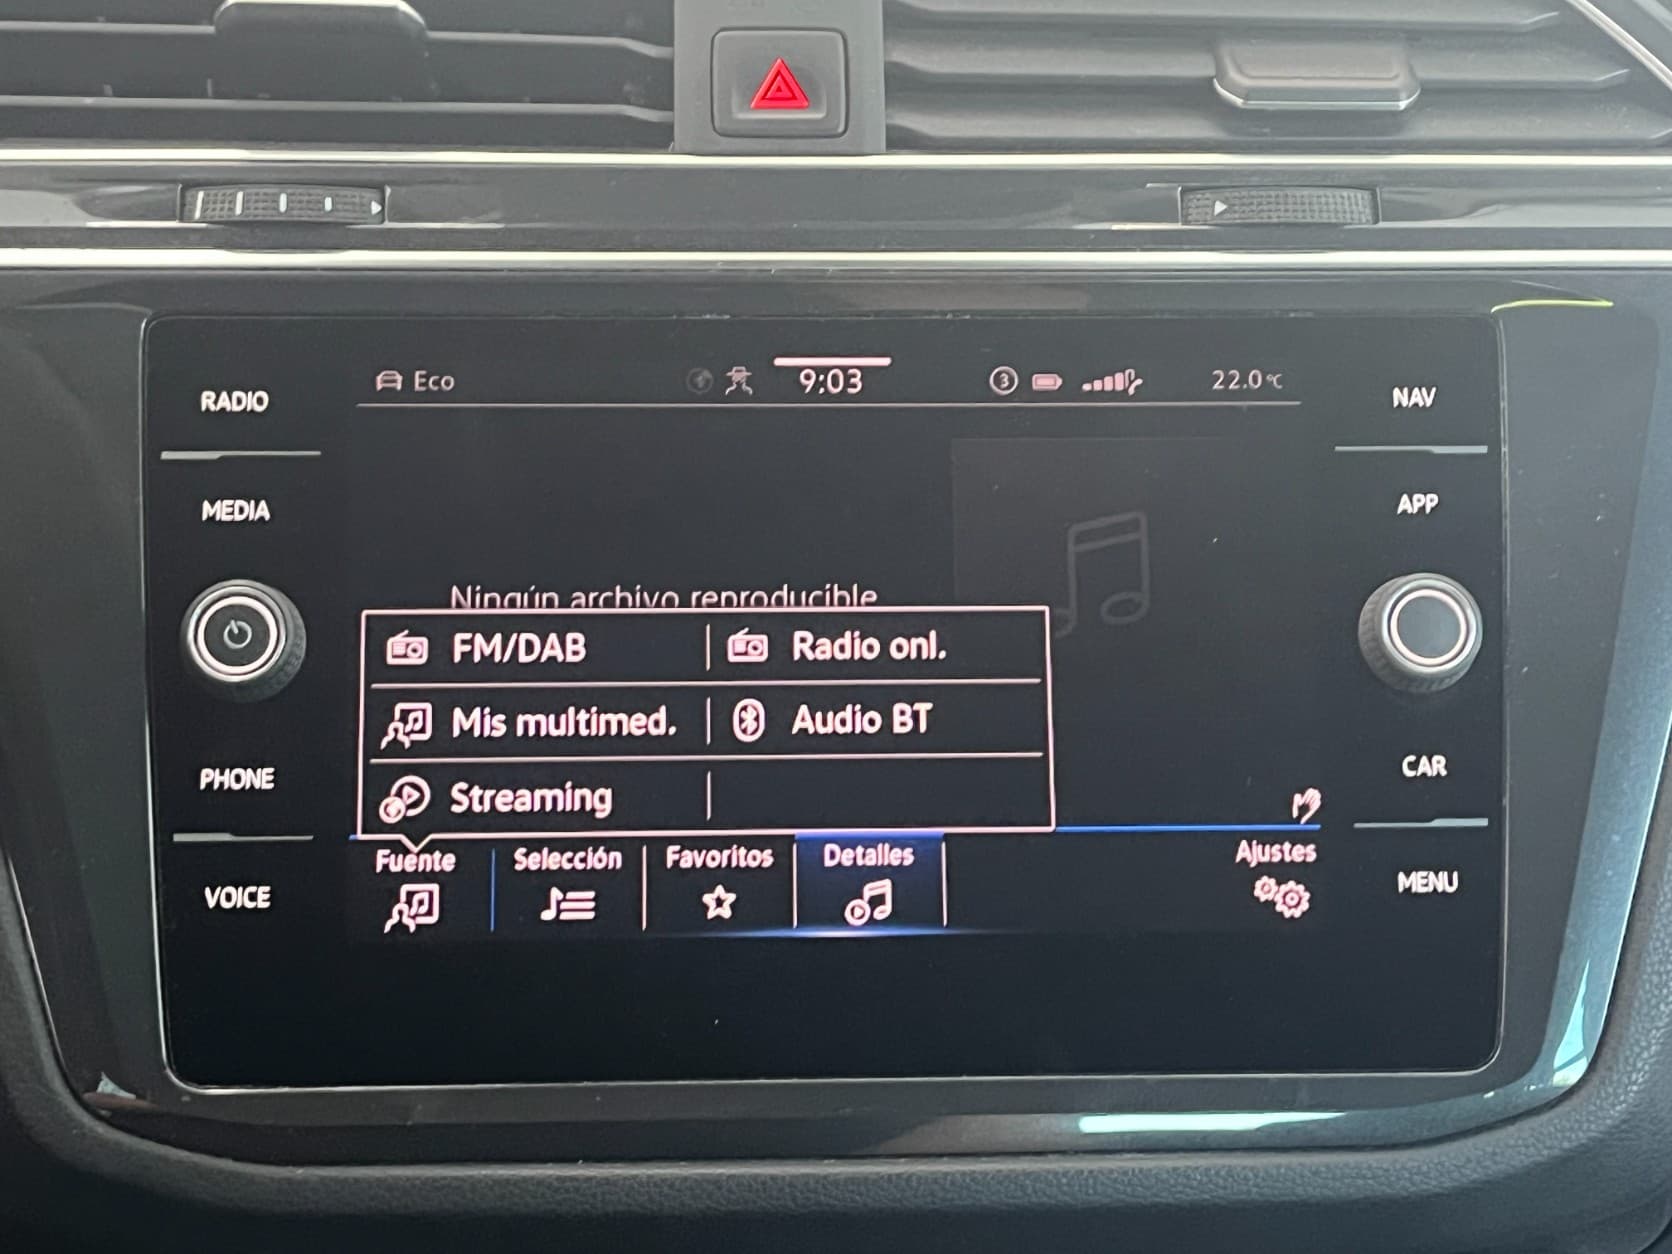 RADIO
MEDIA
PHONE
VOICE
Eco
9:03
3
22.0°C
Ningún archivo reproducible
FM/DAB
Radio onl.
Mis multimed.
Audio BT
Streaming
Fuente
Selección
Favoritos
Detalles
Ajustes
NAV
APP
CAR
MENU